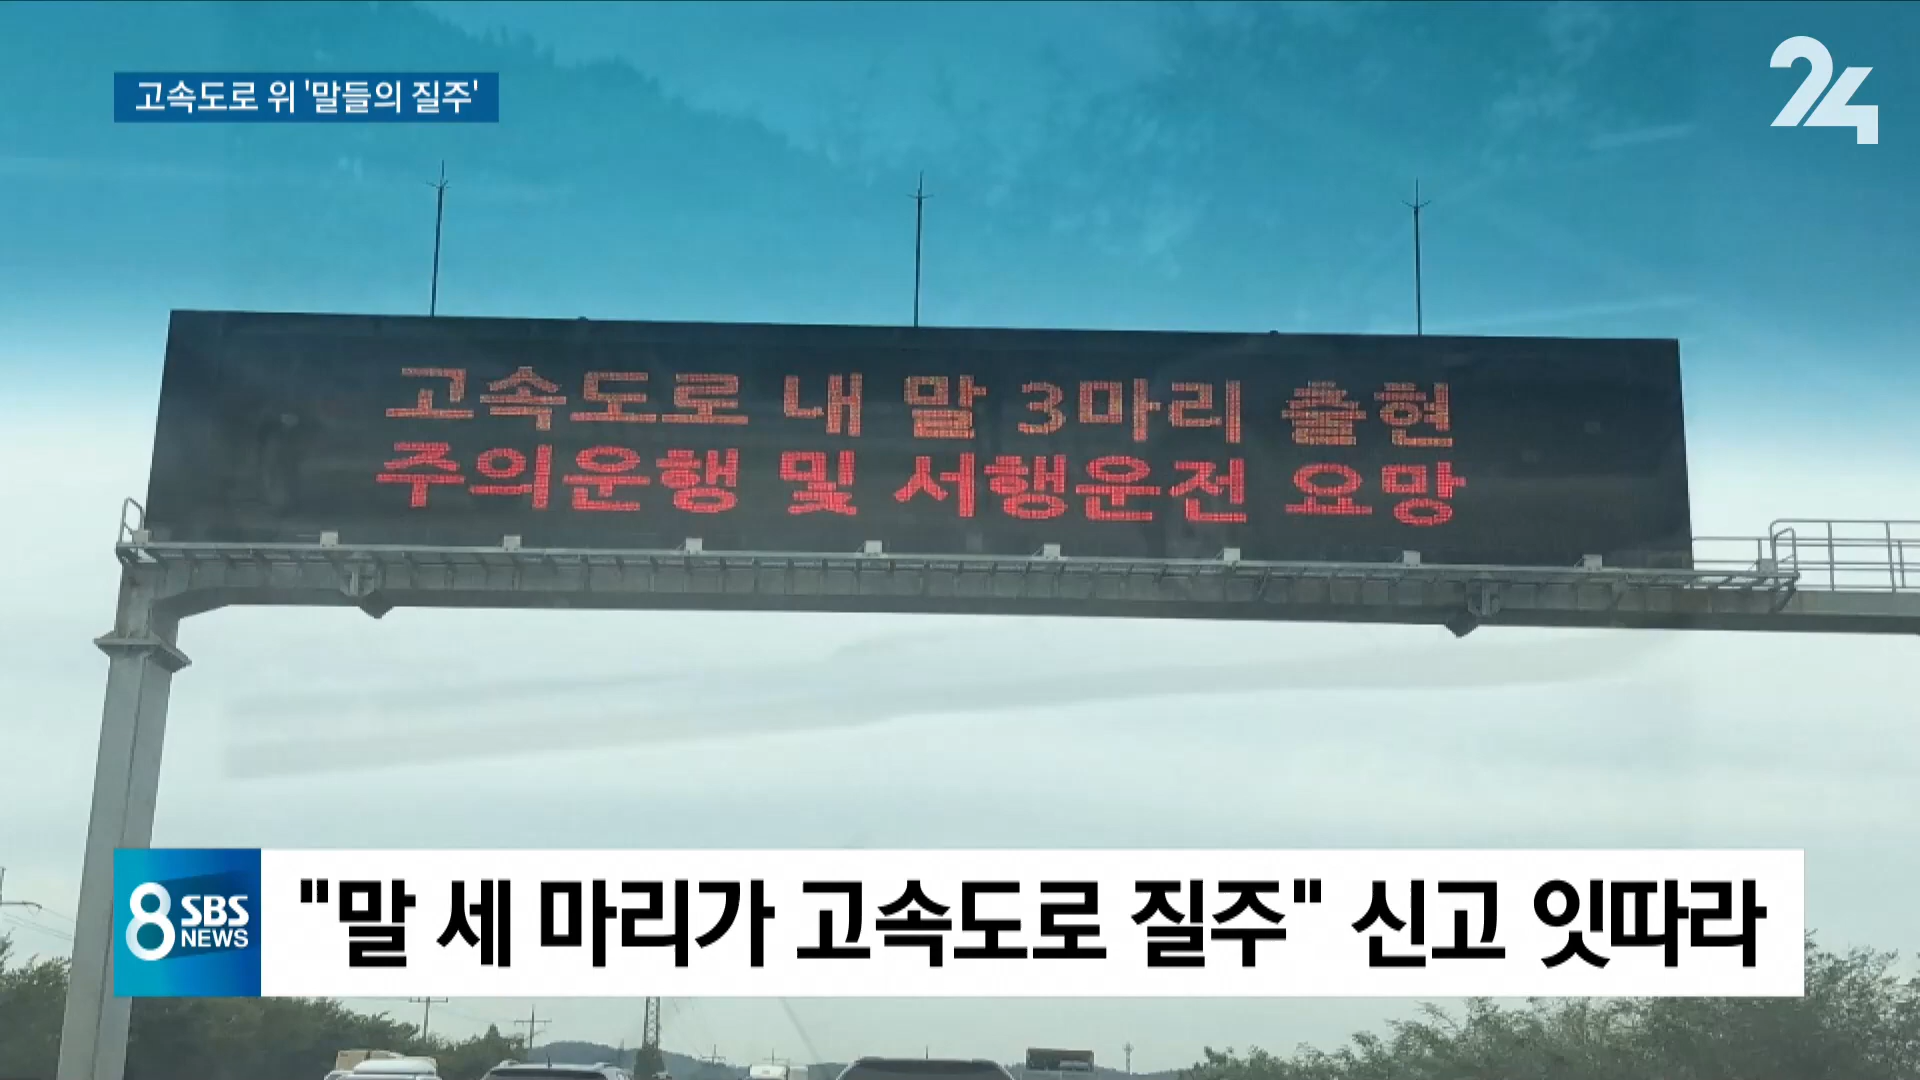 고속도로 위 '말들의 질주'
24
고속도로 내 말 3마리 출현
주의운행 및 서행운전 요망
8 SBS NEWS
"말 세 마리가 고속도로 질주" 신고 잇따라